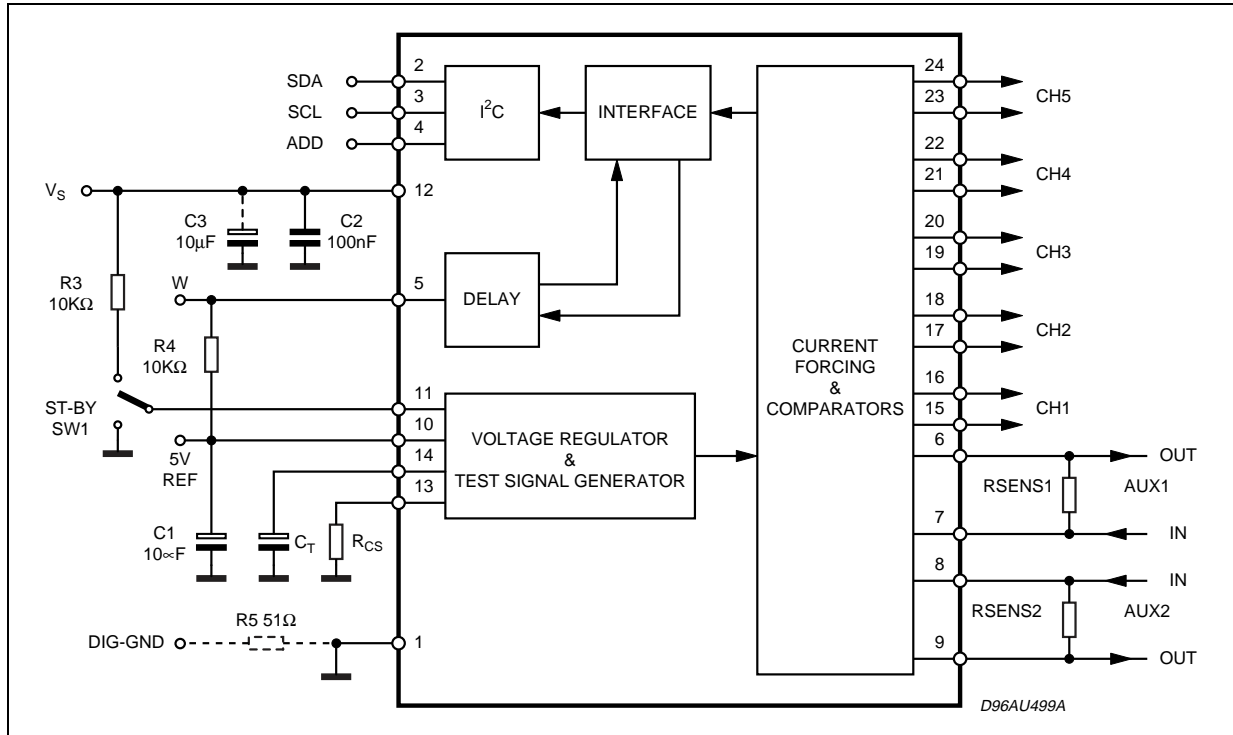 SDA
SCL
ADD
2
3
4
I²C
INTERFACE
24
23
CH5
22
21
CH4
20
19
CH3
18
17
CH2
16
15
CH1
V_S
12
C3
10µF
C2
100nF
R3
10KΩ
W
5
DELAY
R4
10KΩ
ST-BY
SW1
5V
REF
11
10
14
13
VOLTAGE REGULATOR
&
TEST SIGNAL GENERATOR
CURRENT
FORCING
&
COMPARATORS
C1
10∝F
C_T
R_CS
6
OUT
RSENS1
AUX1
7
IN
8
IN
RSENS2
AUX2
9
OUT
R5 51Ω
DIG-GND
1
D96AU499A